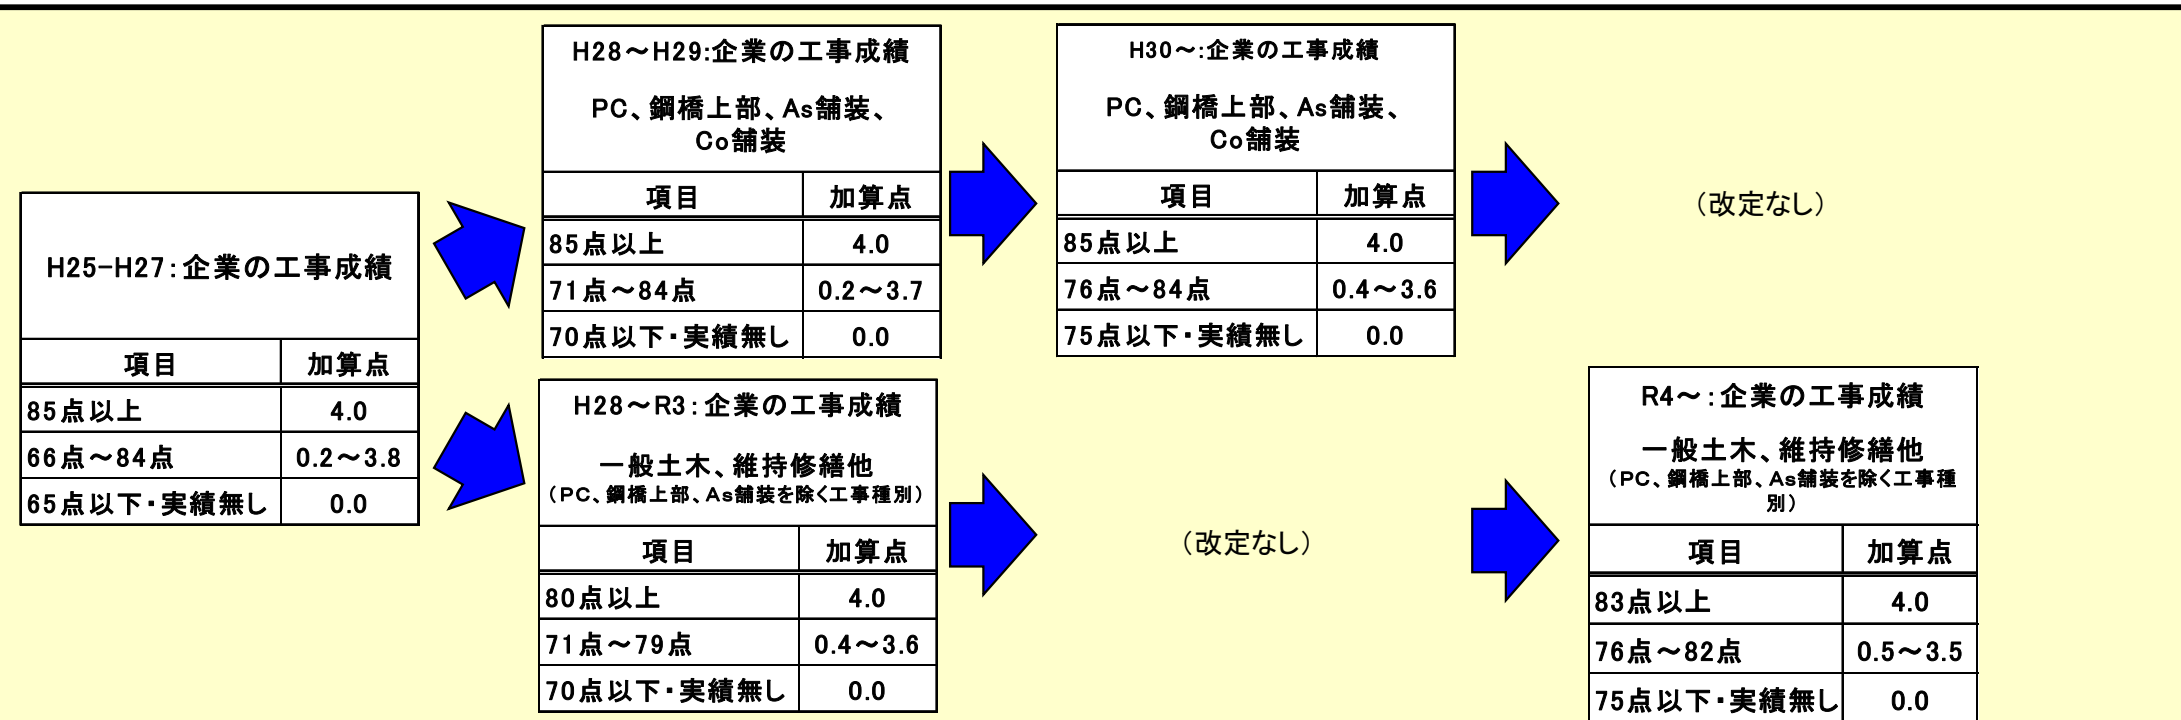 H25-H27:企業の工事成績
項目 加算点
85点以上 4.0
66点～84点 0.2～3.8
65点以下・実績無し 0.0
H28～H29:企業の工事成績
PC、鋼橋上部、As舗装、
Co舗装
項目 加算点
85点以上 4.0
71点～84点 0.2～3.7
70点以下・実績無し 0.0
H30～:企業の工事成績
PC、鋼橋上部、As舗装、
Co舗装
項目 加算点
85点以上 4.0
76点～84点 0.4～3.6
75点以下・実績無し 0.0
（改定なし）
H28～R3:企業の工事成績
一般土木、維持修繕他
（PC、鋼橋上部、As舗装を除く工事種別）
項目 加算点
80点以上 4.0
71点～79点 0.4～3.6
70点以下・実績無し 0.0
（改定なし）
R4～:企業の工事成績
一般土木、維持修繕他
（PC、鋼橋上部、As舗装を除く工事種
別）
項目 加算点
83点以上 4.0
76点～82点 0.5～3.5
75点以下・実績無し 0.0